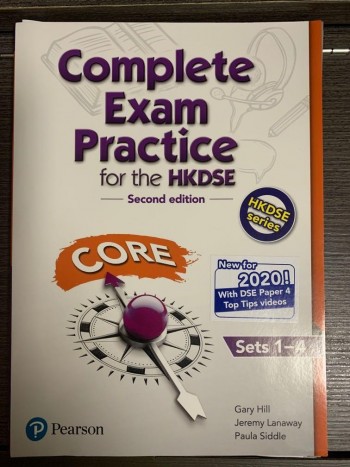 Complete
Exam
Practice
for the HKDSE
Second edition
HKDSE
series
CORE
New for
2020!
With DSE Paper 4
Top Tips videos
Sets 1–4
Gary Hill
Jeremy Lanaway
Paula Siddle
Pearson